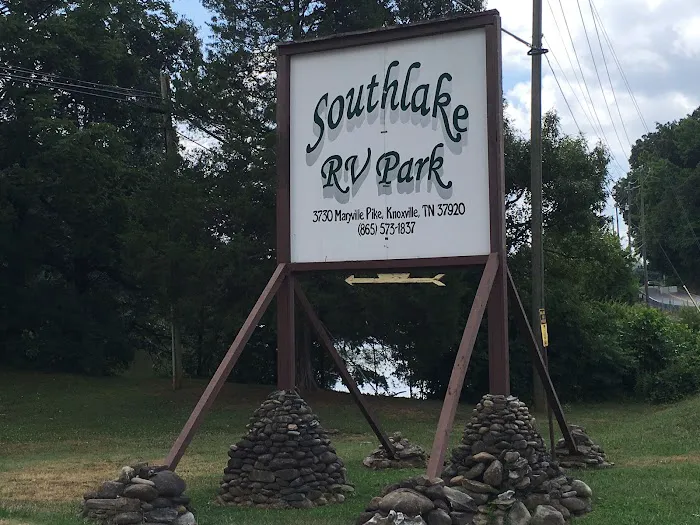 Southlake
RV Park
3730 Maryville Pike, Knoxville, TN 37920
(865) 573-1837